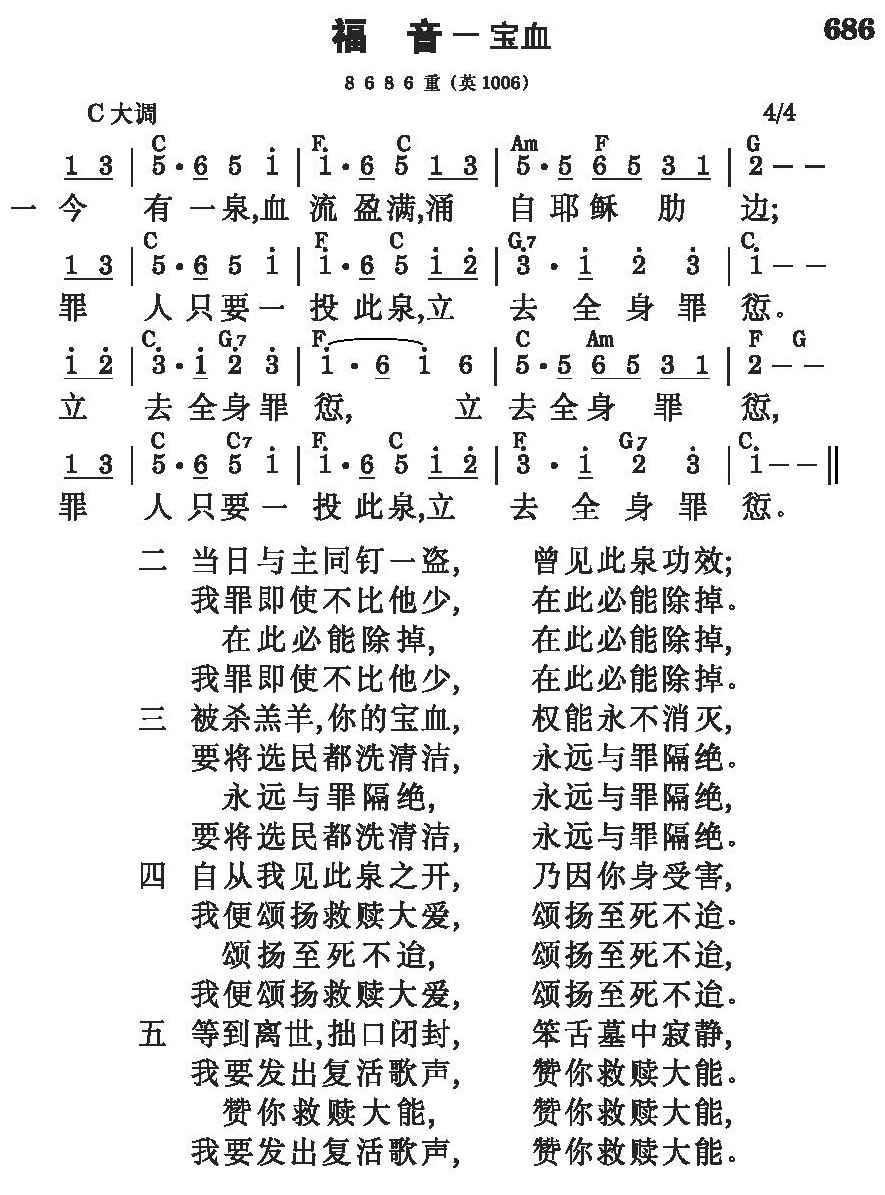 福 音 — 宝血 686
8 6 8 6 重 (英1006)
C大调 4/4
C F C Am F G
1 3 | 5·6 5 i | i·6 5 1 3 | 5·5 6 5 3 1 | 2 — —
一 今 有 一泉,血 流 盈满,涌 自 耶稣 肋 边;
C F C G7 C
1 3 | 5·6 5 i | i·6 5 i 2̇ | 3̇ · i 2̇ 3̇ | i — —
罪 人 只要一 投 此泉,立 去 全 身 罪 愆。
C G7 F C Am F G
i 2̇ | 3̇·i 2̇ 3̇ | i · 6 i 6 | 5·5 6 5 3 1 | 2 — —
立 去 全身罪 愆, 立 去全身 罪 愆,
C C7 F C F G7 C
1 3 | 5·6 5 i | i·6 5 i 2̇ | 3̇ · i 2̇ 3̇ | i — — ‖
罪 人 只要一 投 此泉,立 去 全 身 罪 愆。
二 当日与主同钉一盗, 曾见此泉功效;
我罪即使不比他少, 在此必能除掉。
在此必能除掉, 在此必能除掉,
我罪即使不比他少, 在此必能除掉。
三 被杀羔羊,你的宝血, 权能永不消灭,
要将选民都洗清洁, 永远与罪隔绝。
永远与罪隔绝, 永远与罪隔绝,
要将选民都洗清洁, 永远与罪隔绝。
四 自从我见此泉之开, 乃因你身受害,
我便颂扬救赎大爱, 颂扬至死不迨。
颂扬至死不迨, 颂扬至死不迨,
我便颂扬救赎大爱, 颂扬至死不迨。
五 等到离世,拙口闭封, 笨舌墓中寂静,
我要发出复活歌声, 赞你救赎大能。
赞你救赎大能, 赞你救赎大能,
我要发出复活歌声, 赞你救赎大能。